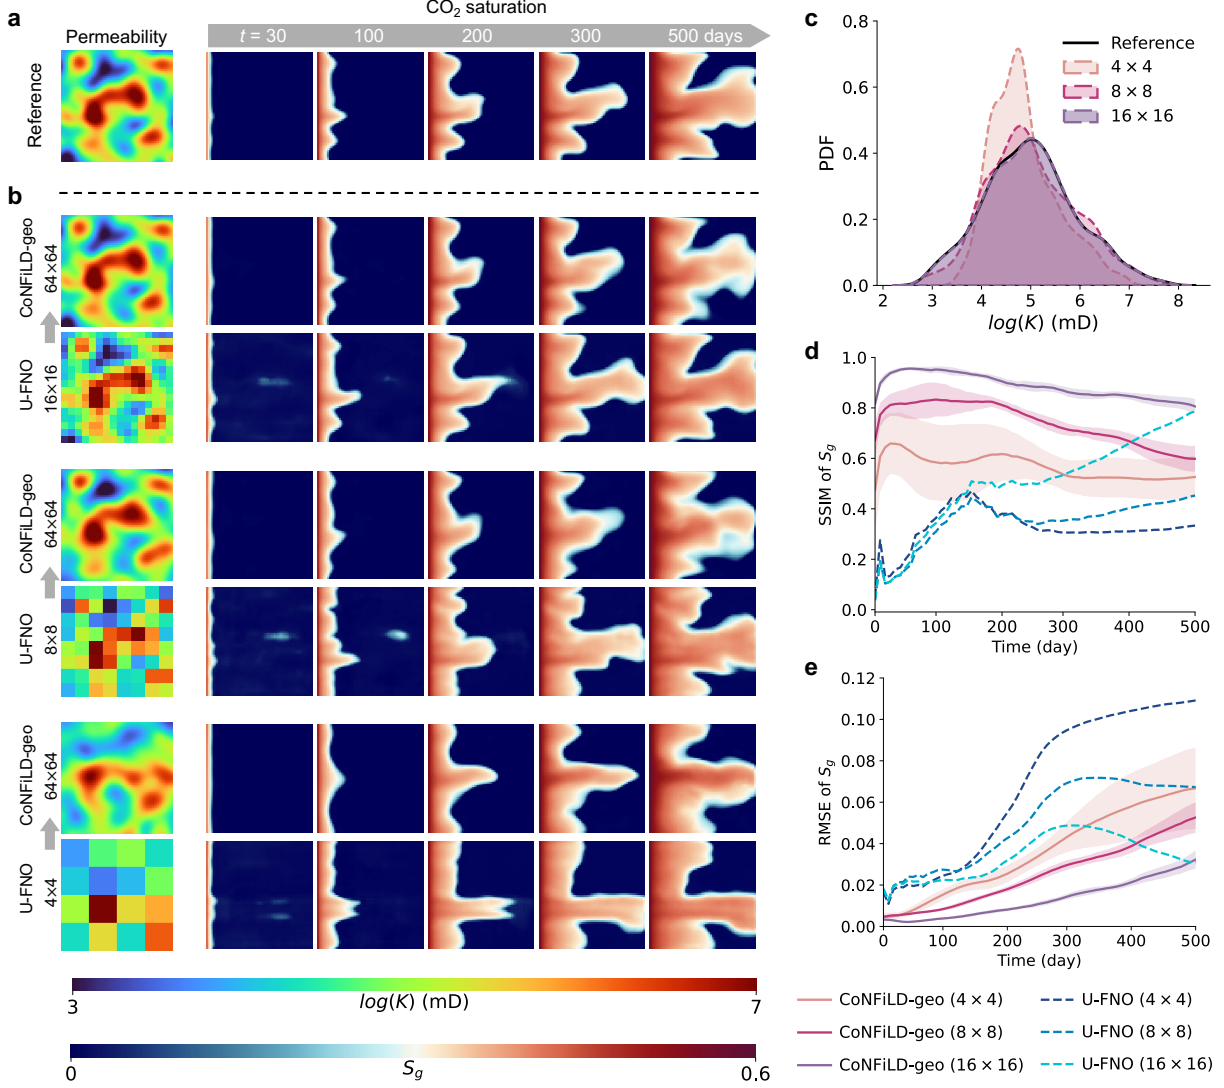 a
CO₂ saturation
Permeability
t = 30
100
200
300
500 days
Reference
b
CoNFiLD-geo
64×64
U-FNO
16×16
CoNFiLD-geo
64×64
U-FNO
8×8
CoNFiLD-geo
64×64
U-FNO
4×4
3
log(K) (mD)
7
0
S_g
0.6
c
0.8
0.6
0.4
0.2
0.0
PDF
Reference
4 × 4
8 × 8
16 × 16
2 3 4 5 6 7 8
log(K) (mD)
d
1.0
0.8
0.6
0.4
0.2
0.0
SSIM of S_g
0 100 200 300 400 500
Time (day)
e
0.12
0.10
0.08
0.06
0.04
0.02
0.00
RMSE of S_g
0 100 200 300 400 500
Time (day)
CoNFiLD-geo (4 × 4)
U-FNO (4 × 4)
CoNFiLD-geo (8 × 8)
U-FNO (8 × 8)
CoNFiLD-geo (16 × 16)
U-FNO (16 × 16)